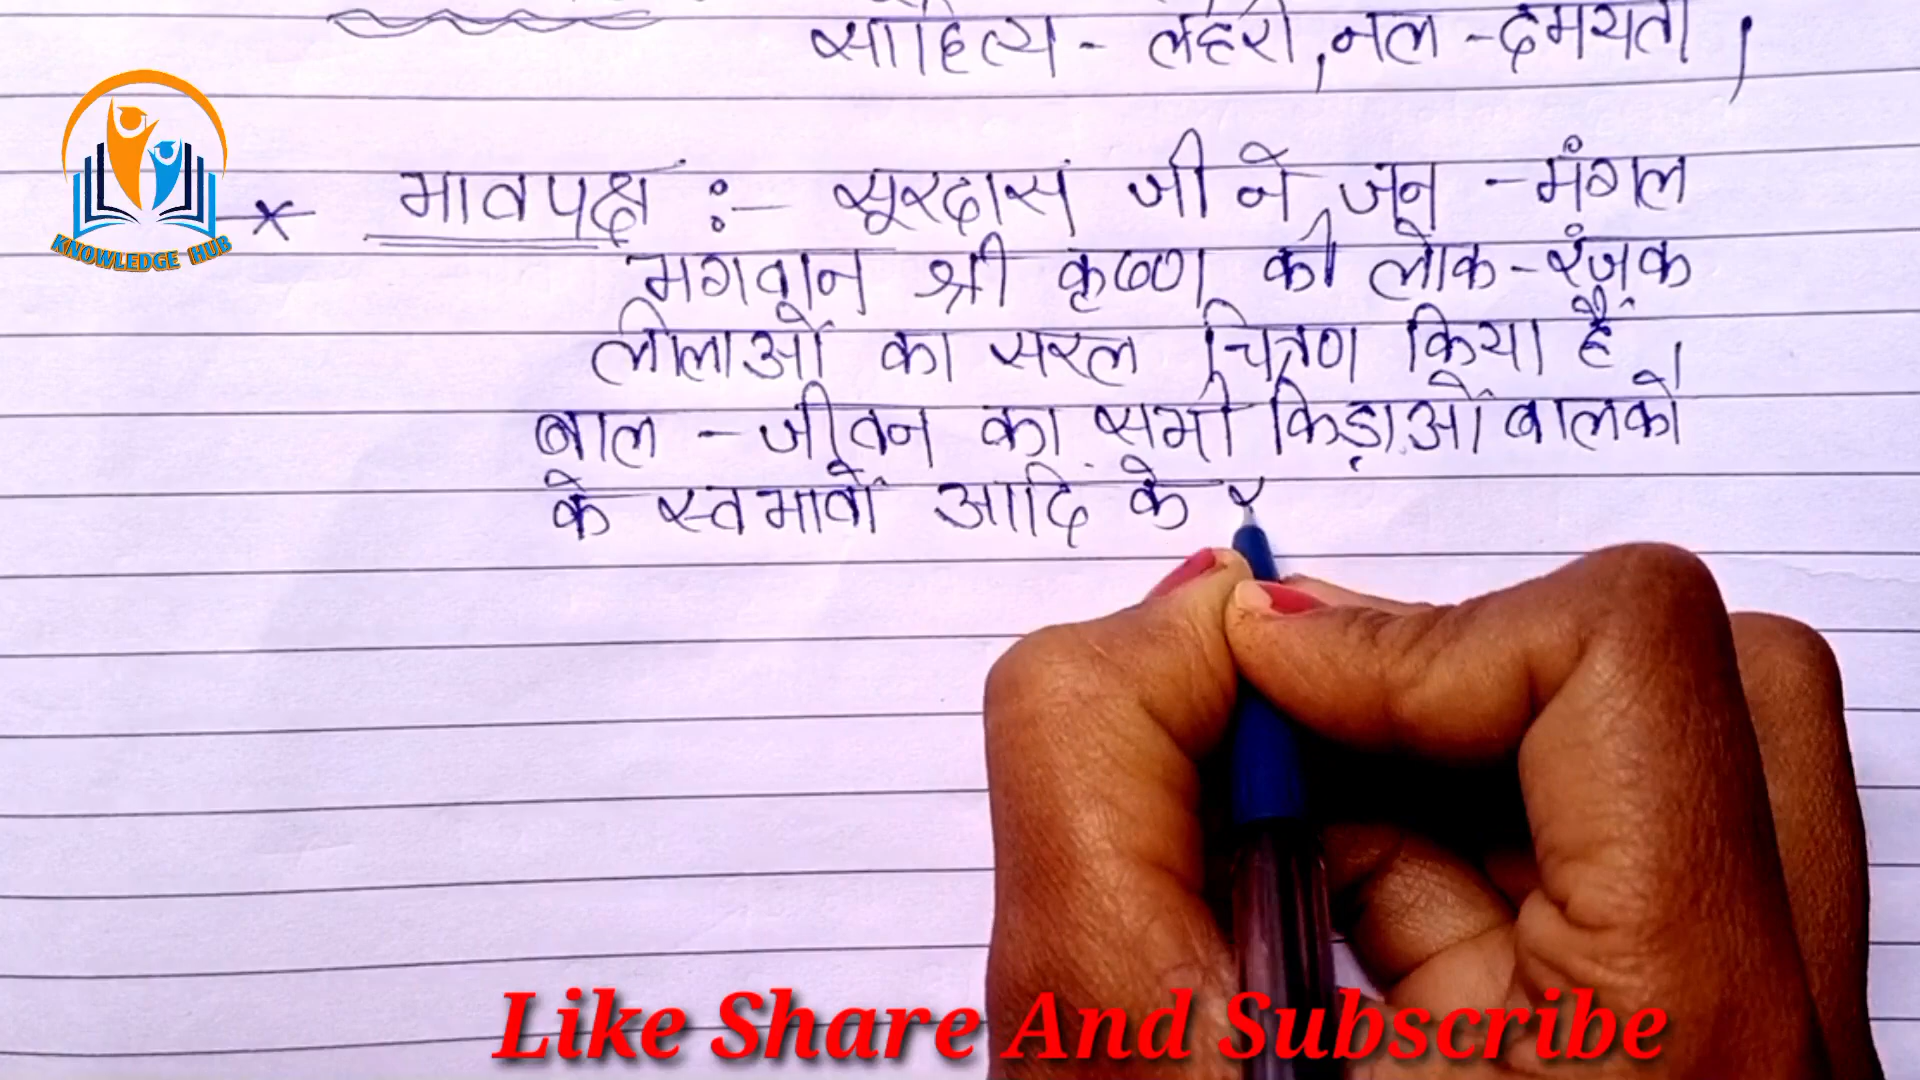 साहित्य - लहरी, नल - दमयंती ,
* भावपक्ष :- सूरदास जी ने जन - मंगल
भगवान श्री कृष्ण की लोक - रंजक
लीलाओं का सरल चित्रण किया है ।
बाल - जीवन का सभी किड़ाओं बालको
के स्वभावों आदि के
KNOWLEDGE HUB
Like Share And Subscribe